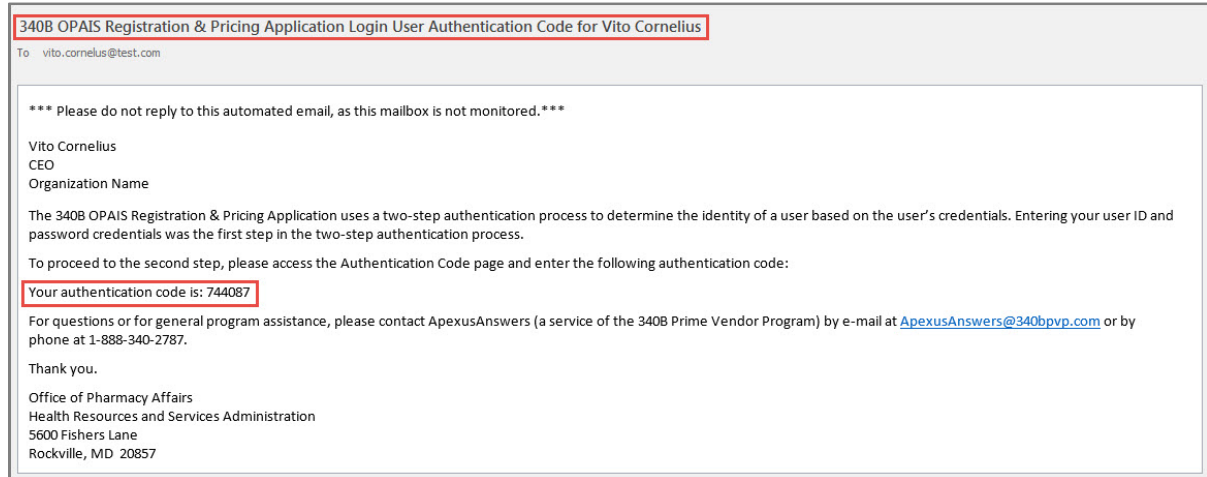 340B OPAIS Registration & Pricing Application Login User Authentication Code for Vito Cornelius
To vito.cornelus@test.com
*** Please do not reply to this automated email, as this mailbox is not monitored.***
Vito Cornelius
CEO
Organization Name
The 340B OPAIS Registration & Pricing Application uses a two-step authentication process to determine the identity of a user based on the user's credentials. Entering your user ID and
password credentials was the first step in the two-step authentication process.
To proceed to the second step, please access the Authentication Code page and enter the following authentication code:
Your authentication code is: 744087
For questions or for general program assistance, please contact ApexusAnswers (a service of the 340B Prime Vendor Program) by e-mail at ApexusAnswers@340bpvp.com or by
phone at 1-888-340-2787.
Thank you.
Office of Pharmacy Affairs
Health Resources and Services Administration
5600 Fishers Lane
Rockville, MD 20857